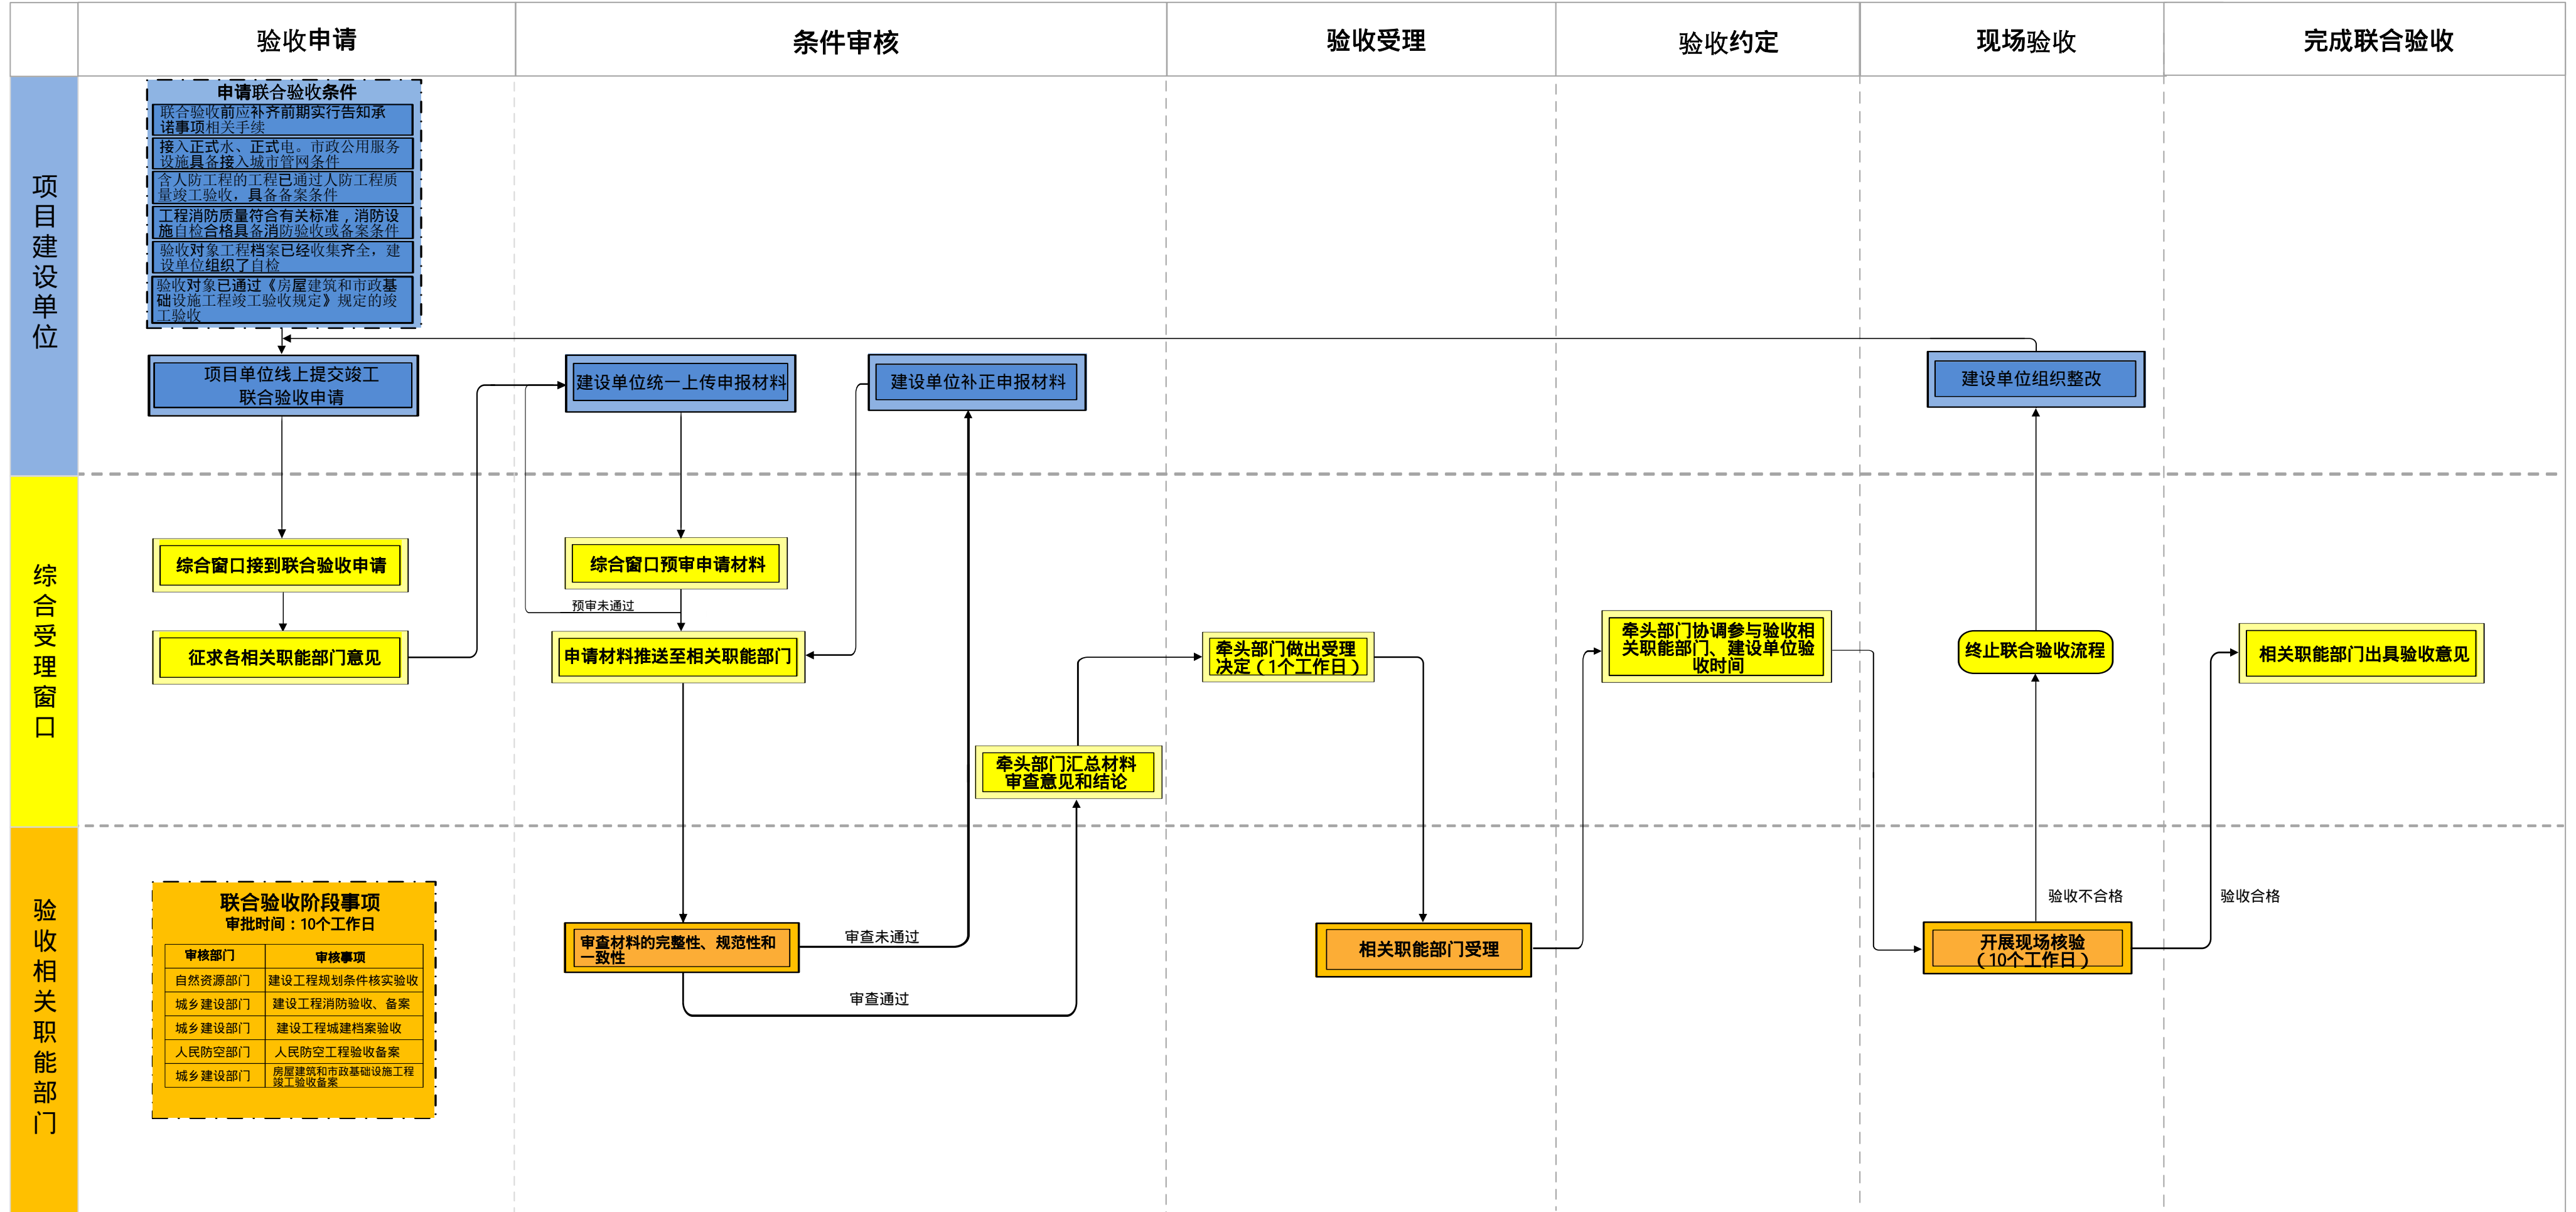 验收申请
条件审核
验收受理
验收约定
现场验收
完成联合验收
项目建设单位
申请联合验收条件
联合验收前应补齐前期实行告知承
诺事项相关手续
接入正式水、正式电。市政公用服务
设施具备接入城市管网条件
含人防工程的工程已通过人防工程质
量竣工验收，具备备案条件
工程消防质量符合有关标准，消防设
施自检合格具备消防验收或备案条件
验收对象工程档案已经收集齐全，建
设单位组织了自检
验收对象已通过《房屋建筑和市政基
础设施工程竣工验收规定》规定的竣
工验收
项目单位线上提交竣工
联合验收申请
建设单位统一上传申报材料
建设单位补正申报材料
建设单位组织整改
综合受理窗口
综合窗口接到联合验收申请
综合窗口预审申请材料
预审未通过
征求各相关职能部门意见
申请材料推送至相关职能部门
牵头部门汇总材料
审查意见和结论
牵头部门做出受理
决定（1个工作日）
牵头部门协调参与验收相
关职能部门、建设单位验
收时间
终止联合验收流程
相关职能部门出具验收意见
验收相关职能部门
联合验收阶段事项
审批时间：10个工作日
审核部门 审核事项
自然资源部门 建设工程规划条件核实验收
城乡建设部门 建设工程消防验收、备案
城乡建设部门 建设工程城建档案验收
人民防空部门 人民防空工程验收备案
城乡建设部门 房屋建筑和市政基础设施工程
竣工验收备案
审查材料的完整性、规范性和
一致性
审查未通过
审查通过
相关职能部门受理
开展现场核验
（10个工作日）
验收不合格
验收合格